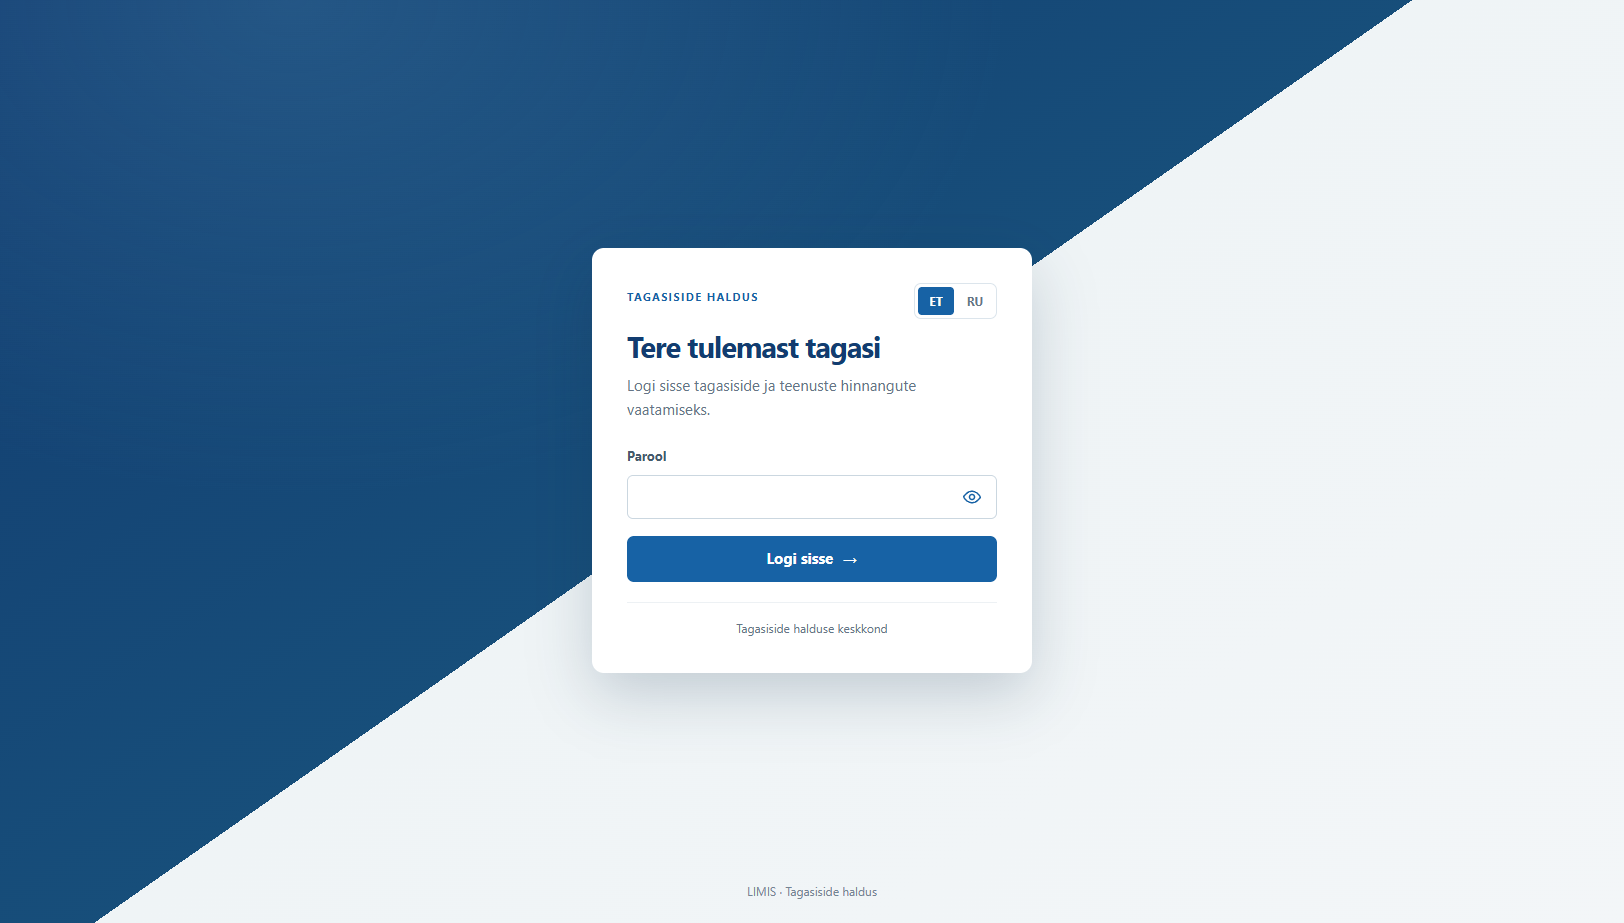 TAGASISIDE HALDUS
ET RU
Tere tulemast tagasi
Logi sisse tagasiside ja teenuste hinnangute
vaatamiseks.
Parool
Logi sisse →
Tagasiside halduse keskkond
LIMIS · Tagasiside haldus